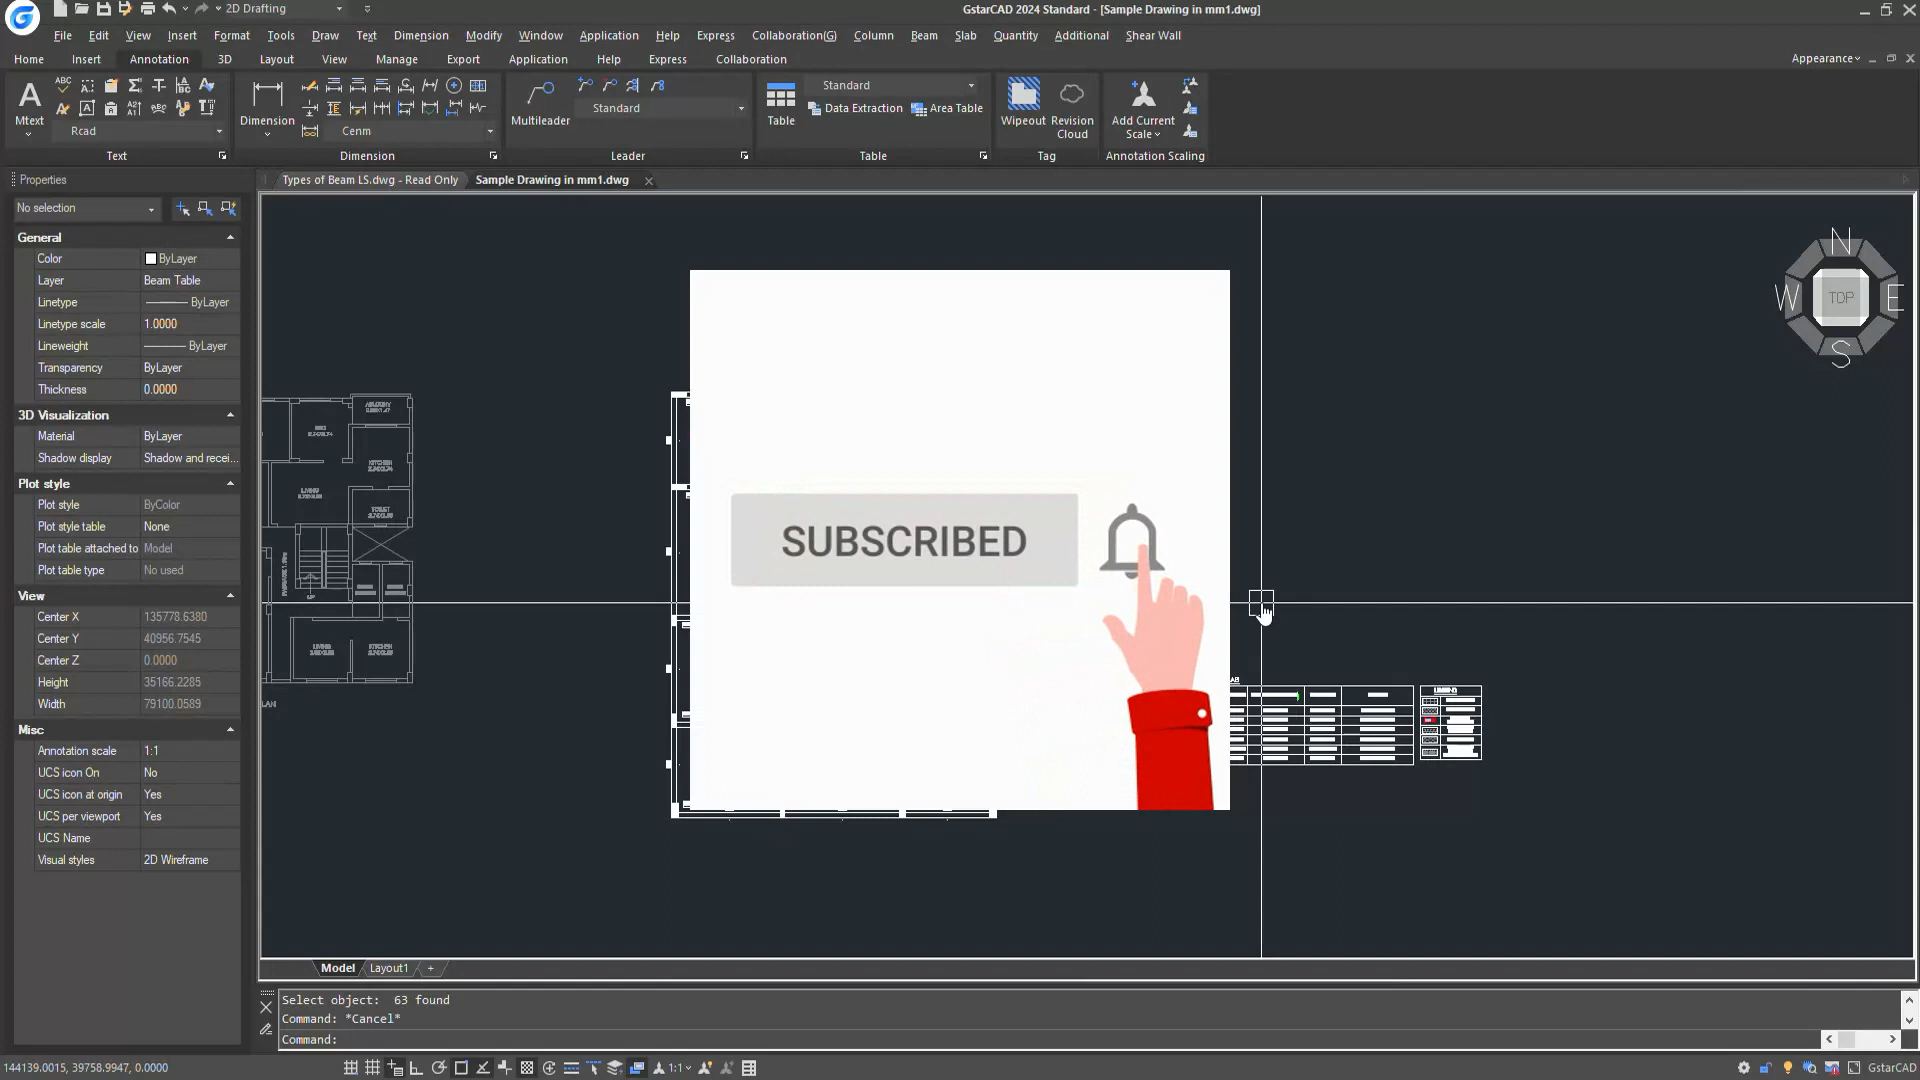 2D Drafting
GstarCAD 2024 Standard - [Sample Drawing in mm1.dwg]
File Edit View Insert Format Tools Draw Text Dimension Modify Window Application Help Express Collaboration(G) Column Beam Slab Quantity Additional Shear Wall
Home Insert Annotation 3D Layout View Manage Export Application Help Express Collaboration Appearance
Mtext
Rcad
Text
Dimension
Cenm
Dimension
Multileader
Standard
Leader
Table
Standard
Data Extraction Area Table
Table
Wipeout Revision Cloud
Tag
Add Current Scale
Annotation Scaling
Properties
Types of Beam LS.dwg - Read Only Sample Drawing in mm1.dwg
No selection
General
Color ByLayer
Layer Beam Table
Linetype ByLayer
Linetype scale 1.0000
Lineweight ByLayer
Transparency ByLayer
Thickness 0.0000
3D Visualization
Material ByLayer
Shadow display Shadow and recei...
Plot style
Plot style ByColor
Plot style table None
Plot table attached to Model
Plot table type No used
View
Center X 135778.6380
Center Y 40956.7545
Center Z 0.0000
Height 35166.2285
Width 79100.0589
Misc
Annotation scale 1:1
UCS icon On No
UCS icon at origin Yes
UCS per viewport Yes
UCS Name
Visual styles 2D Wireframe
N
W TOP E
S
SUBSCRIBED
KITCHEN
LIVING
TOILET
UP
LIVING KITCHEN
LAN
Model Layout1 +
Select object: 63 found
Command: *Cancel*
Command:
144139.0015, 39758.9947, 0.0000
1:1
GstarCAD